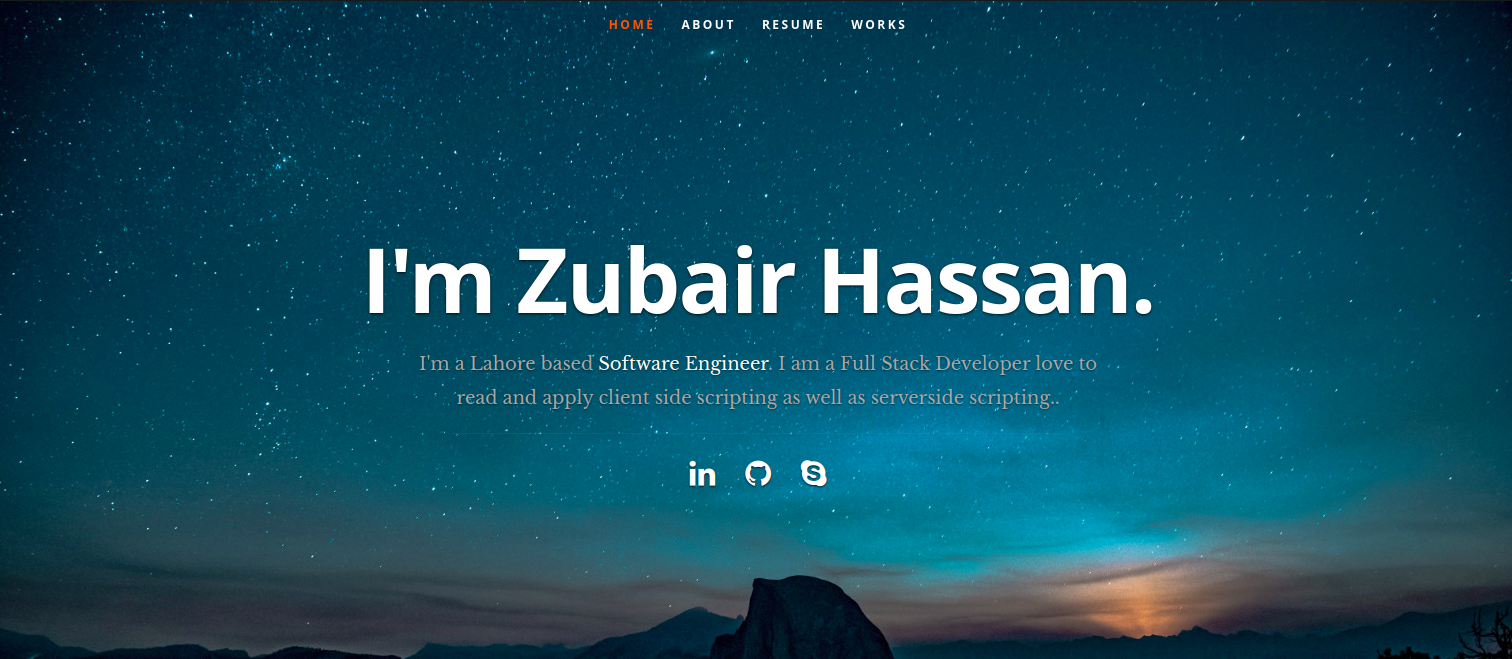 HOME ABOUT RESUME WORKS
I'm Zubair Hassan.
I'm a Lahore based Software Engineer. I am a Full Stack Developer love to
read and apply client side scripting as well as serverside scripting..
in